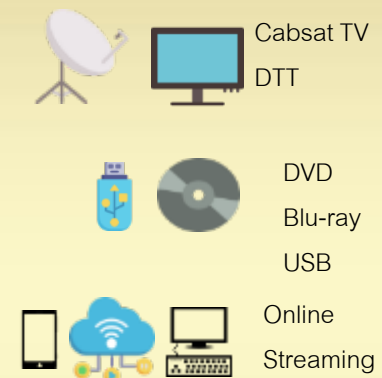 Cabsat TV
DTT
DVD
Blu-ray
USB
Online
Streaming